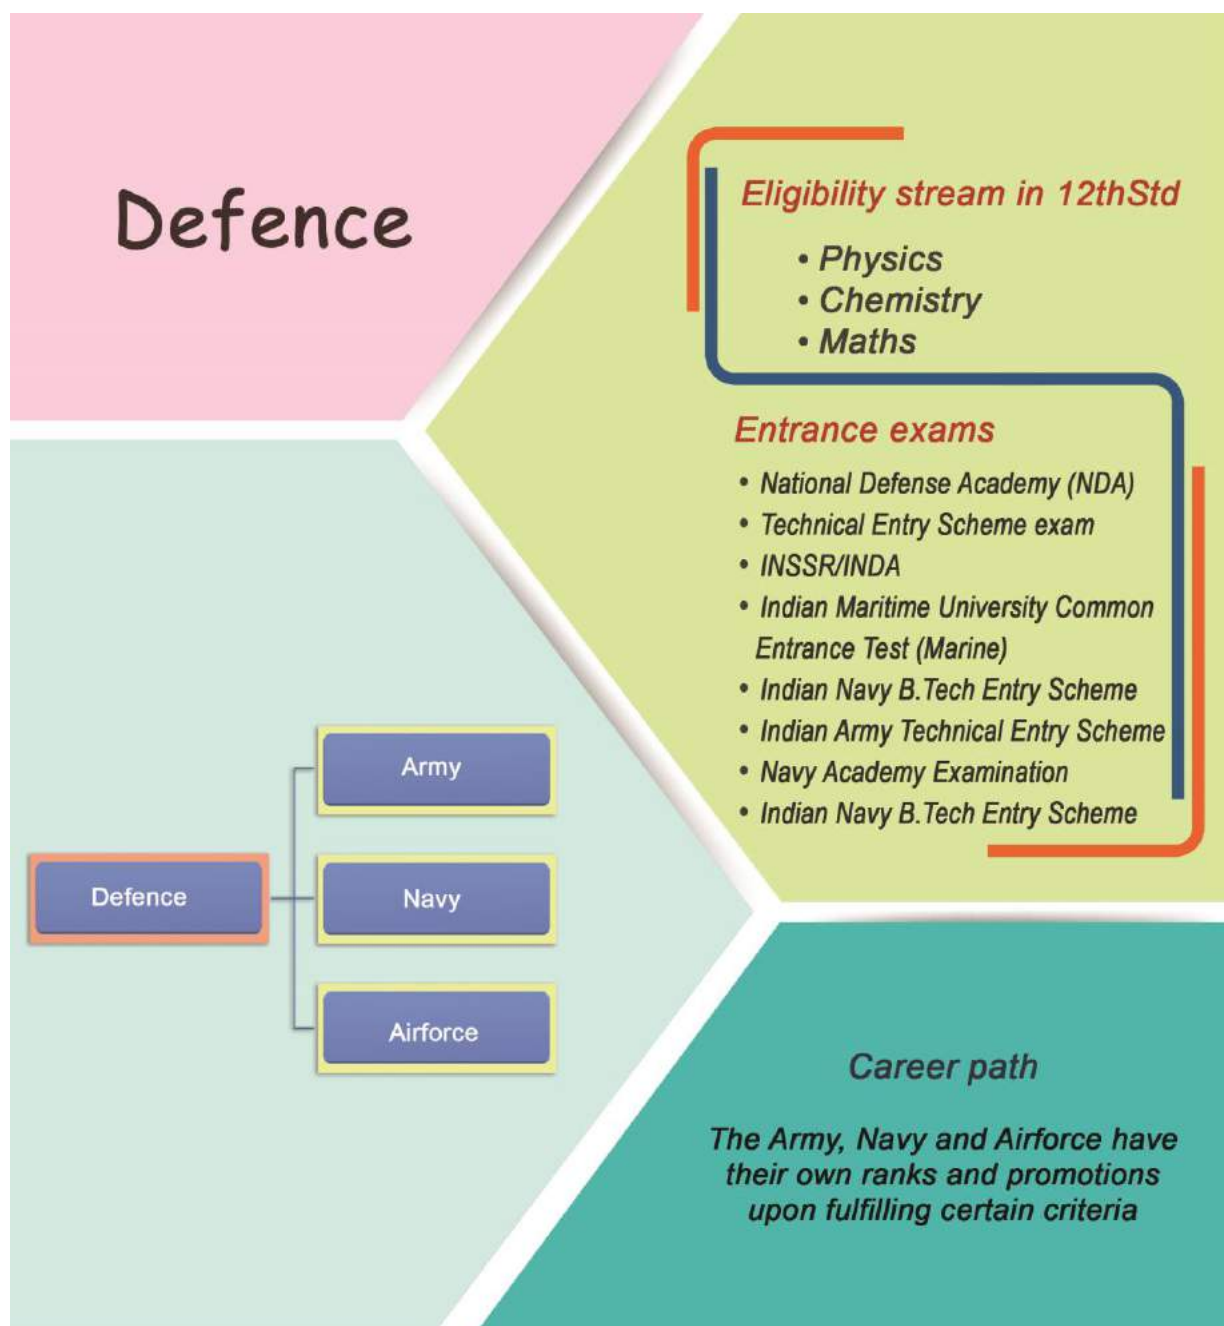 Defence
Eligibility stream in 12thStd
• Physics
• Chemistry
• Maths
Entrance exams
• National Defense Academy (NDA)
• Technical Entry Scheme exam
• INSSR/INDA
• Indian Maritime University Common
Entrance Test (Marine)
• Indian Navy B.Tech Entry Scheme
• Indian Army Technical Entry Scheme
• Navy Academy Examination
• Indian Navy B.Tech Entry Scheme
Defence
Army
Navy
Airforce
Career path
The Army, Navy and Airforce have
their own ranks and promotions
upon fulfilling certain criteria